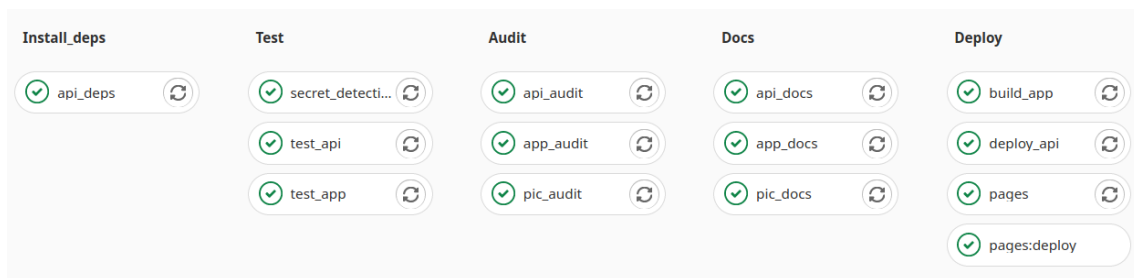 Install_deps
api_deps
Test
secret_detecti...
test_api
test_app
Audit
api_audit
app_audit
pic_audit
Docs
api_docs
app_docs
pic_docs
Deploy
build_app
deploy_api
pages
pages:deploy